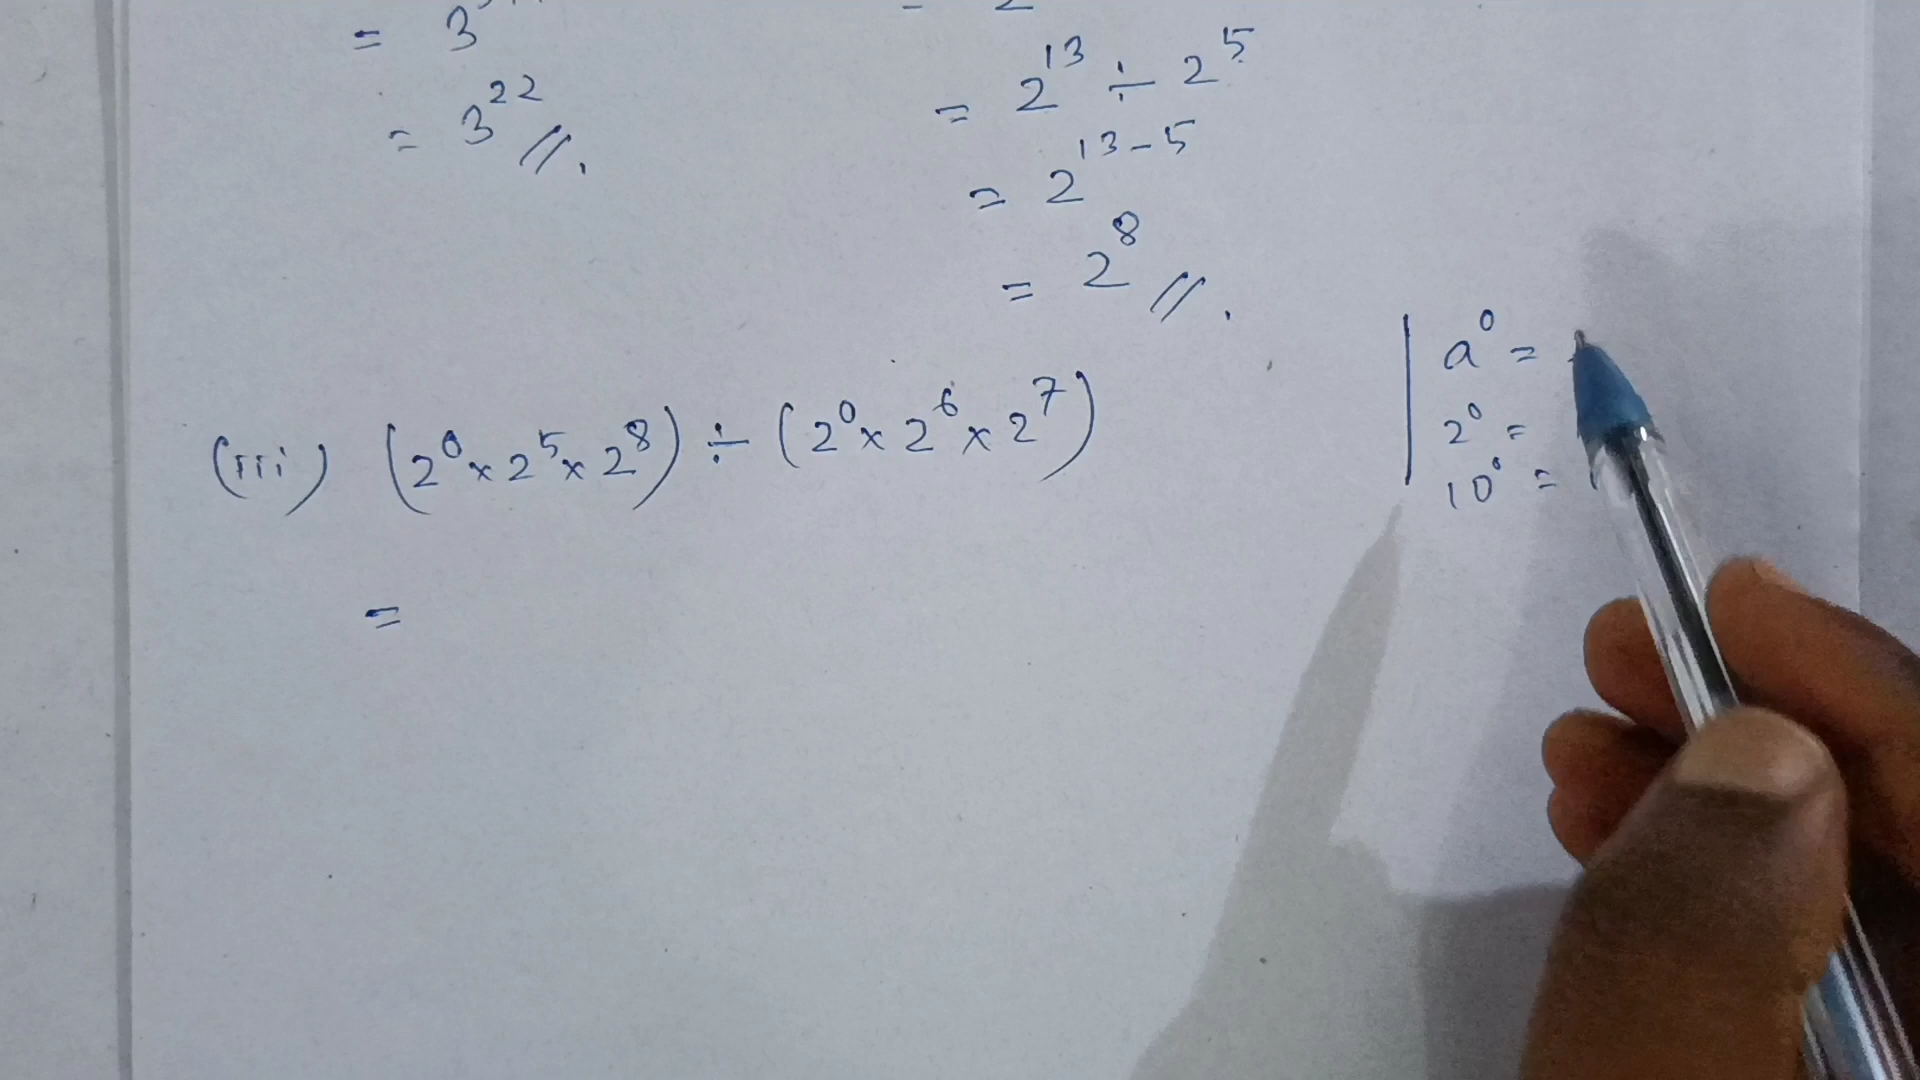 = 3
= 3²² //.
= 2¹³ ÷ 2⁵
= 2¹³⁻⁵
= 2⁸ //.
(iii) (2⁰ × 2⁵ × 2⁸) ÷ (2⁰ × 2⁶ × 2⁷)
=
a⁰ =
2⁰ =
10⁰ =